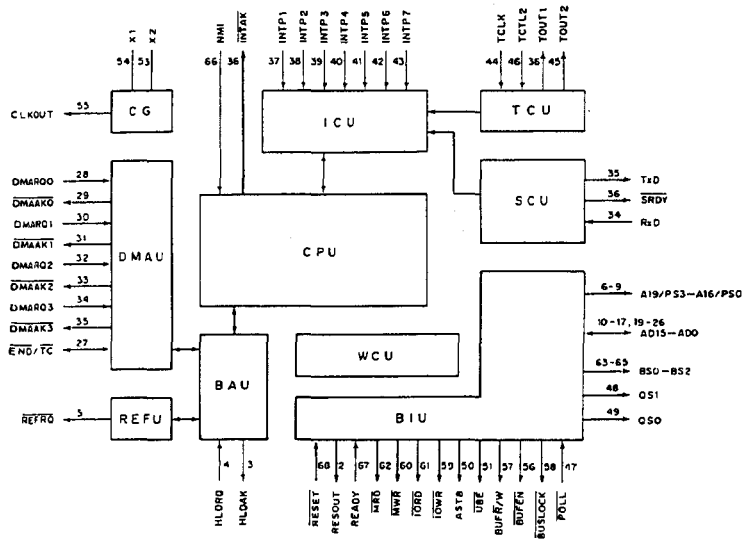 X1
X2
NMI
INTAK
INTP1
INTP2
INTP3
INTP4
INTP5
INTP6
INTP7
TCLK
TCTL2
TOUT1
TOUT2
54
53
66
36
37
38
39
40
41
42
43
44
46
36
45
CLKOUT
55
CG
ICU
TCU
DMARQ0
28
DMAAK0
29
DMARQ1
30
DMAAK1
31
DMARQ2
32
DMAAK2
33
DMARQ3
34
DMAAK3
35
END/TC
27
DMAU
CPU
SCU
35
TxD
36
SRDY
34
RxD
REFRQ
5
REFU
BAU
WCU
BIU
6-9
A19/PS3-A16/PS0
10-17, 19-26
AD15-AD0
63-65
BS0-BS2
48
QS1
49
QS0
4
3
68
2
67
62
60
61
59
50
51
57
56
58
47
HLDRQ
HLDAK
RESET
RESOUT
READY
MRD
MWR
IORD
IOWR
ASTB
UBE
BUFR/W
BUFEN
BUSLOCK
POLL